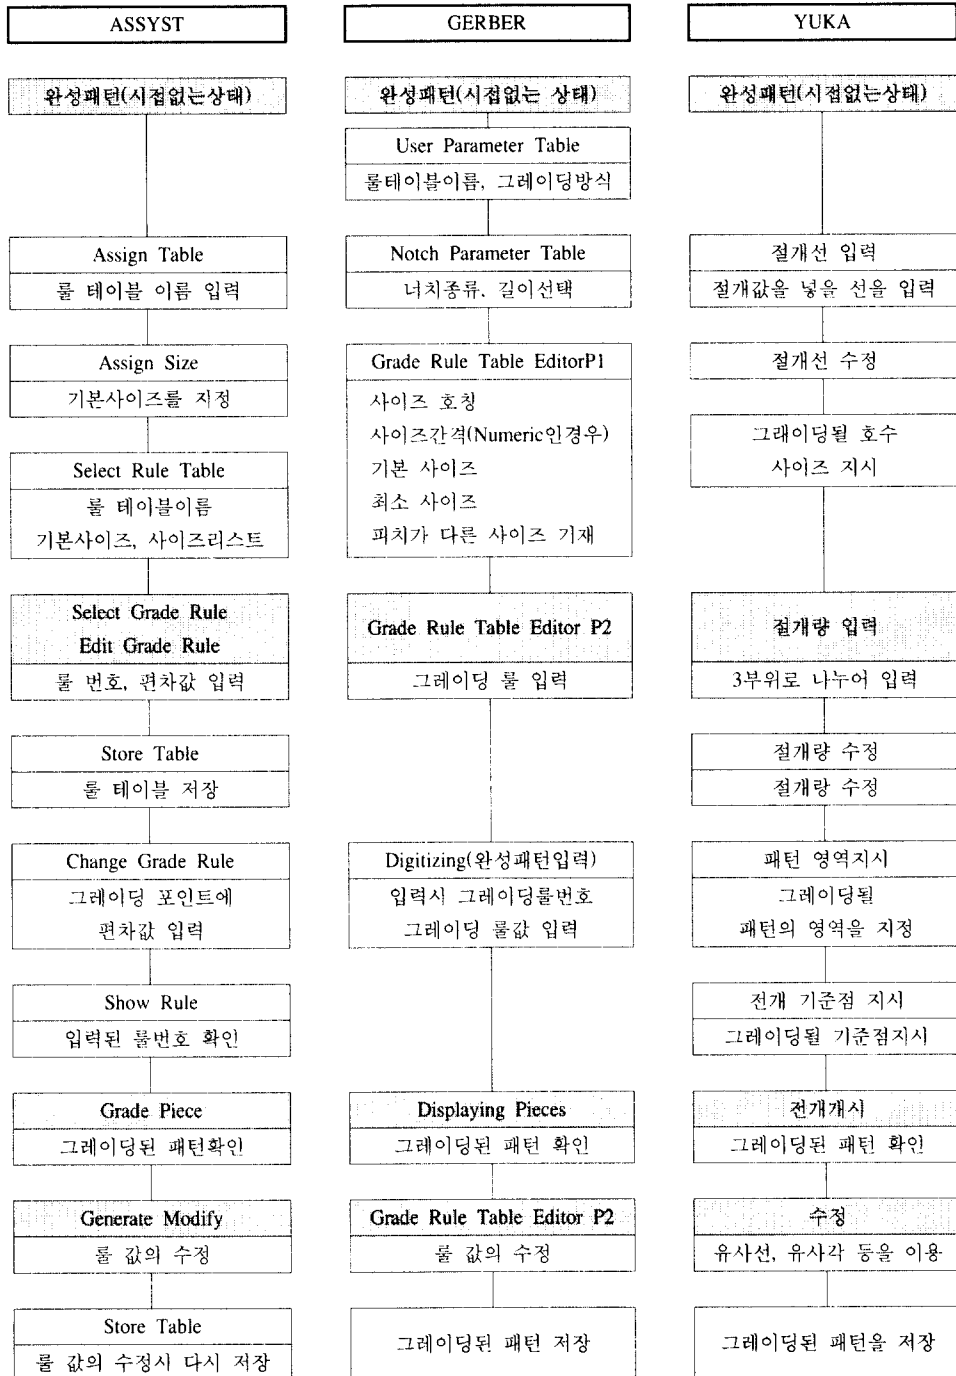 ASSYST
완성패턴(시접없는상태)
Assign Table
룰 테이블 이름 입력
Assign Size
기본사이즈를 지정
Select Rule Table
룰 테이블이름
기본사이즈, 사이즈리스트
Select Grade Rule
Edit Grade Rule
룰 번호, 편차값 입력
Store Table
룰 테이블 저장
Change Grade Rule
그레이딩 포인트에
편차값 입력
Show Rule
입력된 룰번호 확인
Grade Piece
그레이딩된 패턴확인
Generate Modify
룰 값의 수정
Store Table
룰 값의 수정시 다시 저장
GERBER
완성패턴(시접없는 상태)
User Parameter Table
룰테이블이름, 그레이딩방식
Notch Parameter Table
너치종류, 길이선택
Grade Rule Table EditorP1
사이즈 호칭
사이즈간격(Numeric인경우)
기본 사이즈
최소 사이즈
피치가 다른 사이즈 기재
Grade Rule Table Editor P2
그레이딩 룰 입력
Digitizing(완성패턴입력)
입력시 그레이딩룰번호
그레이딩 룰값 입력
Displaying Pieces
그레이딩된 패턴 확인
Grade Rule Table Editor P2
룰 값의 수정
그레이딩된 패턴 저장
YUKA
완성패턴(시접없는상태)
절개선 입력
절개값을 넣을 선을 입력
절개선 수정
그래이딩될 호수
사이즈 지시
절개량 입력
3부위로 나누어 입력
절개량 수정
절개량 수정
패턴 영역지시
그레이딩될
패턴의 영역을 지정
전개 기준점 지시
그레이딩될 기준점지시
전개개시
그레이딩된 패턴 확인
수정
유사선, 유사각 등을 이용
그레이딩된 패턴을 저장